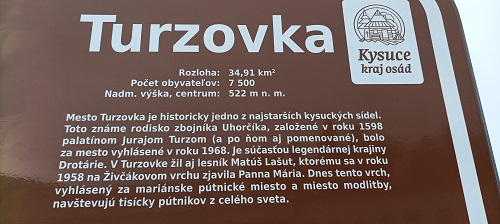 Turzovka
Kysuce
kraj osád
Rozloha: 34,91 km²
Počet obyvateľov: 7 500
Nadm. výška, centrum: 522 m n. m.
Mesto Turzovka je historicky jedno z najstarších kysuckých sídel.
Toto známe rodisko zbojníka Uhorčíka, založené v roku 1598
palatínom Jurajom Turzom (a po ňom aj pomenované), bolo
za mesto vyhlásené v roku 1968. Je súčasťou legendárnej krajiny
Drotárie. V Turzovke žil aj lesník Matúš Lašut, ktorému sa v roku
1958 na Živčákovom vrchu zjavila Panna Mária. Dnes tento vrch,
vyhlásený za mariánske pútnické miesto a miesto modlitby,
navštevujú tisícky pútnikov z celého sveta.